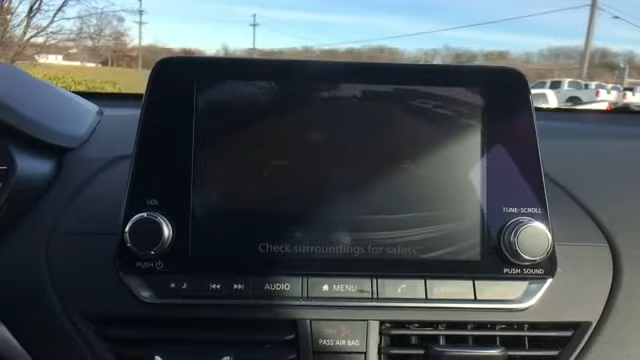 VOL
TUNE·SCROLL
Check surroundings for safety
PUSH
PUSH SOUND
AUDIO
MENU
PASS AIR BAG